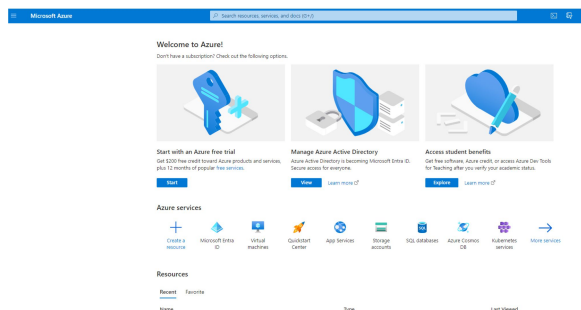 Microsoft Azure
Search resources, services, and docs (G+/)
Welcome to Azure!
Don't have a subscription? Check out the following options.
Start with an Azure free trial
Get $200 free credit toward Azure products and services,
plus 12 months of popular free services.
Start
Manage Azure Active Directory
Azure Active Directory is becoming Microsoft Entra ID.
Secure access for everyone.
View Learn more
Access student benefits
Get free software, Azure credit, or access Azure Dev Tools
for Teaching after you verify your academic status.
Explore Learn more
Azure services
Create a
resource
Microsoft Entra
ID
Virtual
machines
Quickstart
Center
App Services
Storage
accounts
SQL databases
Azure Cosmos
DB
Kubernetes
services
More services
Resources
Recent Favorite
Name Type Last Viewed